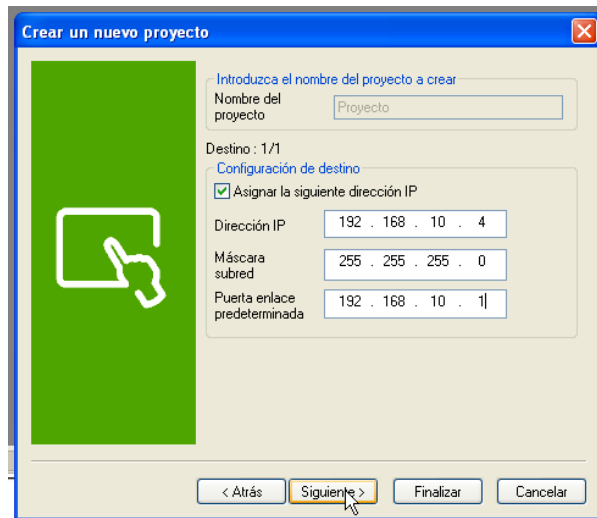 Crear un nuevo proyecto
Introduzca el nombre del proyecto a crear
Nombre del
proyecto
Proyecto
Destino : 1/1
Configuración de destino
Asignar la siguiente dirección IP
Dirección IP
192 . 168 . 10 . 4
Máscara
subred
255 . 255 . 255 . 0
Puerta enlace
predeterminada
192 . 168 . 10 . 1
< Atrás
Siguiente >
Finalizar
Cancelar